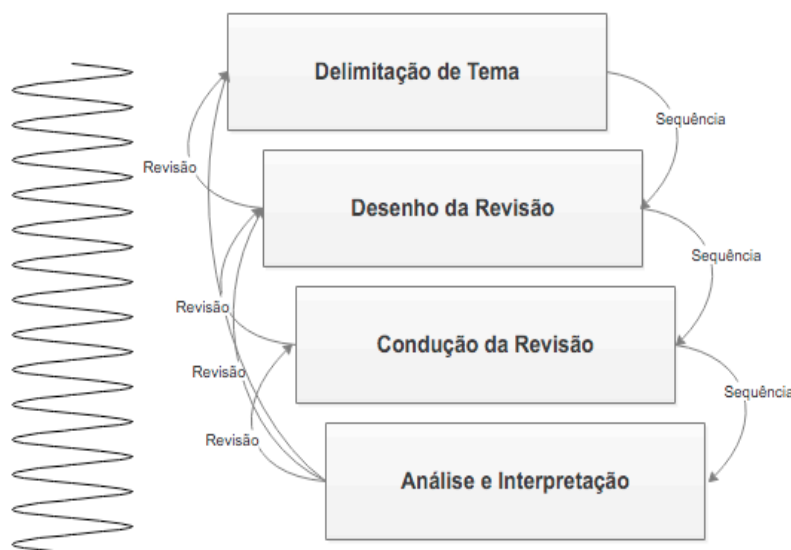 Delimitação de Tema
Sequência
Revisão
Desenho da Revisão
Sequência
Revisão
Condução da Revisão
Revisão
Sequência
Revisão
Análise e Interpretação